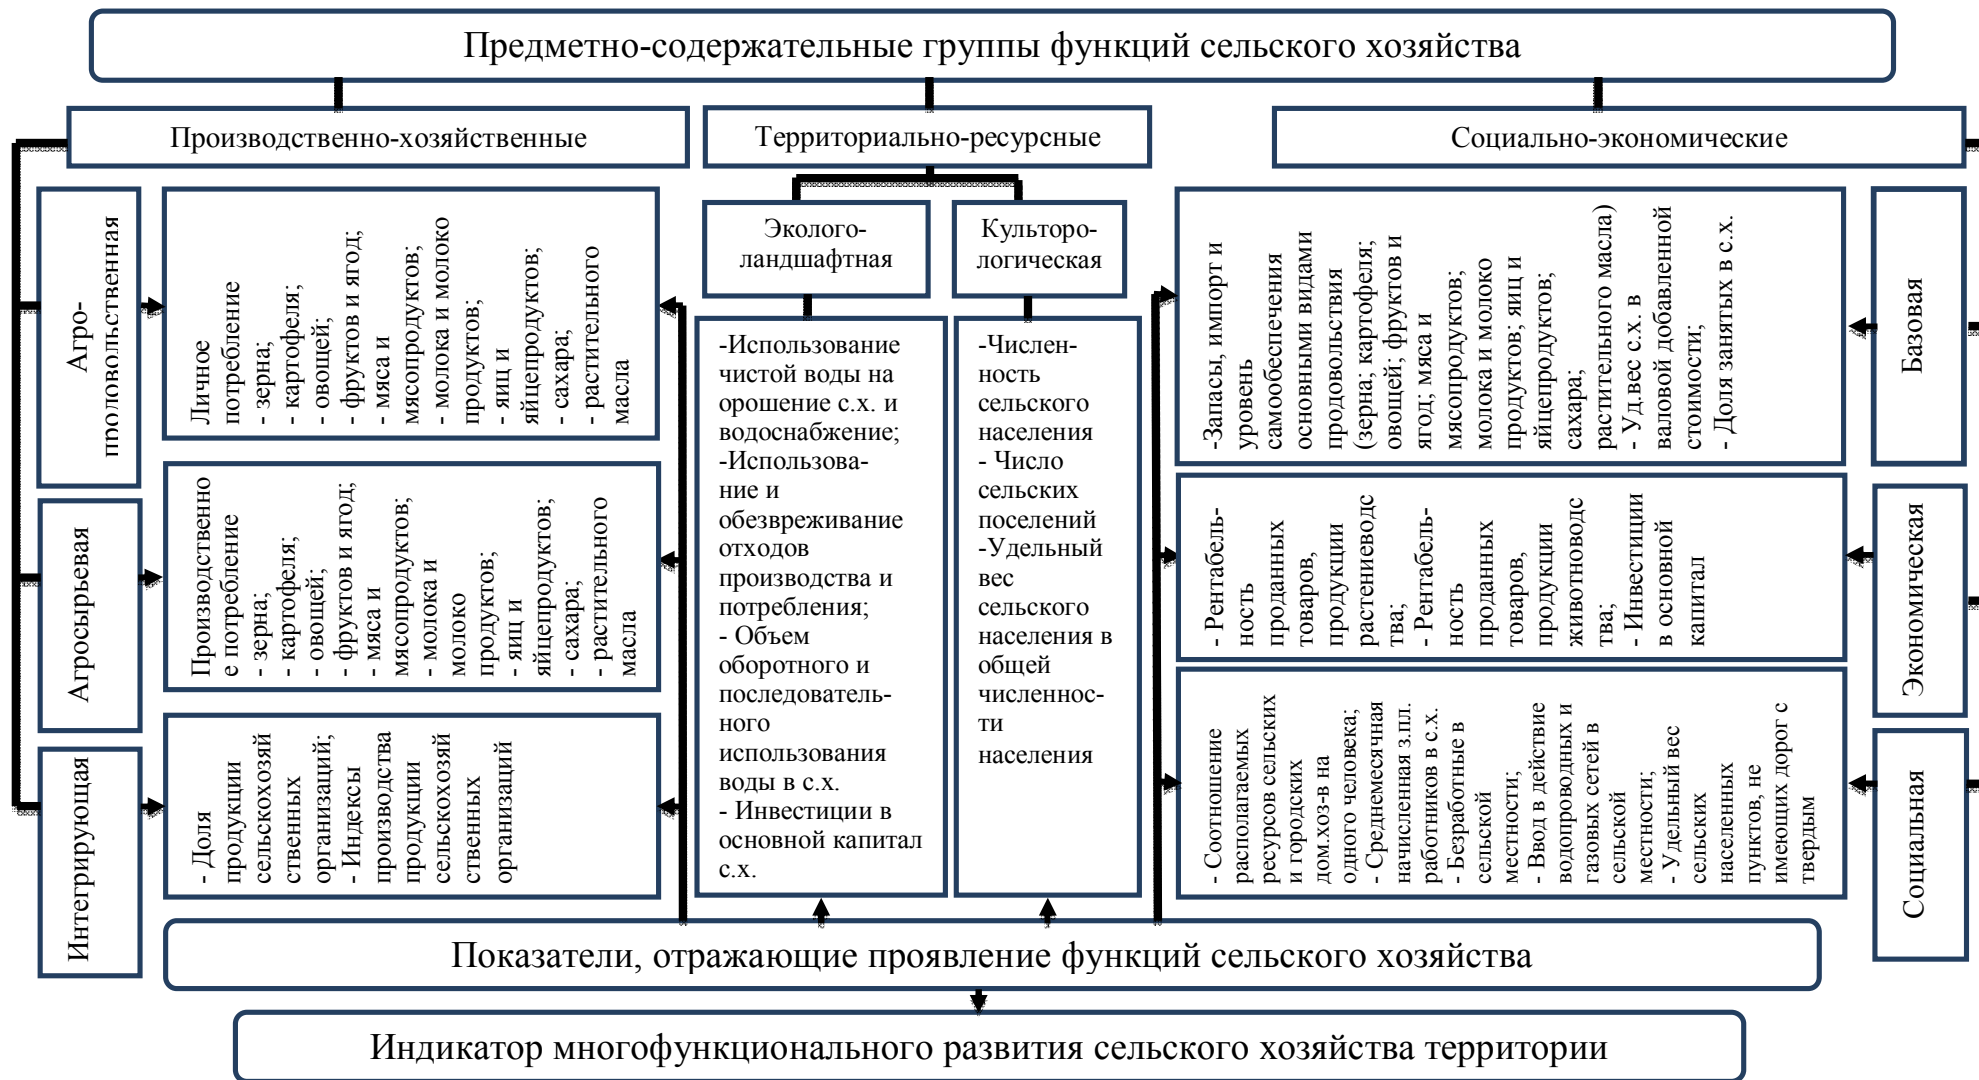 Предметно-содержательные группы функций сельского хозяйства
Производственно-хозяйственные
Территориально-ресурсные
Социально-экономические
Агро-
продовольственная
Личное
потребление
- зерна;
- картофеля;
- овощей;
- фруктов и ягод;
- мяса и
мясопродуктов;
- молока и молоко
продуктов;
- яиц и
яйцепродуктов;
- сахара;
- растительного
масла
Агросырьевая
Производственно
е потребление
- зерна;
- картофеля;
- овощей;
- фруктов и ягод;
- мяса и
мясопродуктов;
- молока и
молоко
продуктов;
- яиц и
яйцепродуктов;
- сахара;
- растительного
масла
Интегрирующая
- Доля
продукции
сельскохозяй
ственных
организаций;
- Индексы
производства
продукции
сельскохозяй
ственных
организаций
Эколого-
ландшафтная
-Использование
чистой воды на
орошение с.х. и
водоснабжение;
-Использова-
ние и
обезвреживание
отходов
производства и
потребления;
- Объем
оборотного и
последователь-
ного
использования
воды в с.х.
- Инвестиции в
основной капитал
с.х.
Культоро-
логическая
-Числен-
ность
сельского
населения
- Число
сельских
поселений
-Удельный
вес
сельского
населения в
общей
численнос-
ти
населения
-Запасы, импорт и
уровень
самообеспечения
основными видами
продовольствия
(зерна; картофеля;
овощей; фруктов и
ягод; мяса и
мясопродуктов;
молока и молоко
продуктов; яиц и
яйцепродуктов;
сахара;
растительного масла)
- Уд.вес с.х. в
валовой добавленной
стоимости;
- Доля занятых в с.х.
Базовая
- Рентабель-
ность
проданных
товаров,
продукции
растениеводс
тва;
- Рентабель-
ность
проданных
товаров,
продукции
животноводс
тва;
- Инвестиции
в основной
капитал
Экономическая
- Соотношение
располагаемых
ресурсов сельских
и городских
дом.хоз-в на
одного человека;
- Среднемесячная
начисленная з.пл.
работников в с.х.
- Безработные в
сельской
местности;
- Ввод в действие
водопроводных и
газовых сетей в
сельской
местности;
- Удельный вес
сельских
населенных
пунктов, не
имеющих дорог с
твердым
Социальная
Показатели, отражающие проявление функций сельского хозяйства
Индикатор многофункционального развития сельского хозяйства территории